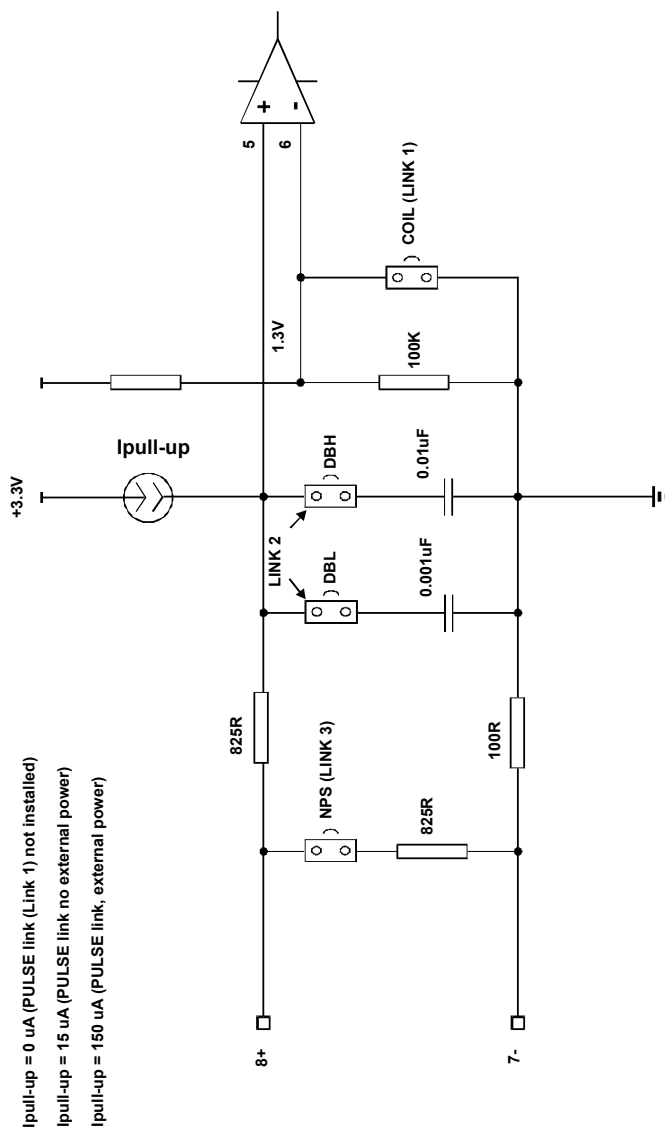 Ipull-up = 0 uA (PULSE link (Link 1) not installed)
Ipull-up = 15 uA (PULSE link no external power)
Ipull-up = 150 uA (PULSE link, external power)
8+
7-
NPS (LINK 3)
825R
825R
100R
LINK 2
DBL
0.001uF
DBH
0.01uF
+3.3V
Ipull-up
1.3V
100K
COIL (LINK 1)
5
6
+
-